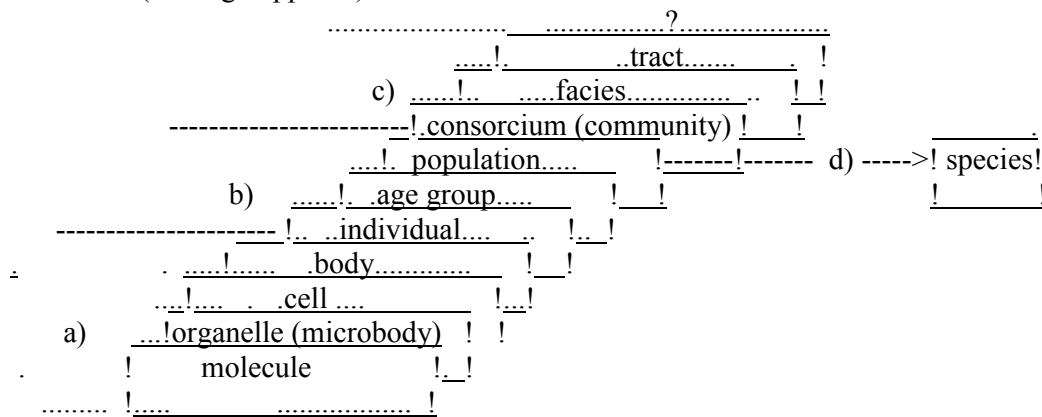 ...................... ................?....................
.....!. ..tract....... . !
c) ......!.. .....facies.............. .. ! !
-----------------------!.consorcium (community) ! !
....!. population..... !-------!------- d) ----->! species!
b) ......!. .age group..... ! ! ! !
---------------------- !.. ..individual.... .. !.. !
. . .....!...... .body............. ! !
....!.... . .cell .... !...!
a) ...!organelle (microbody) ! !
. ! molecule !. !
......... !..... .................. !